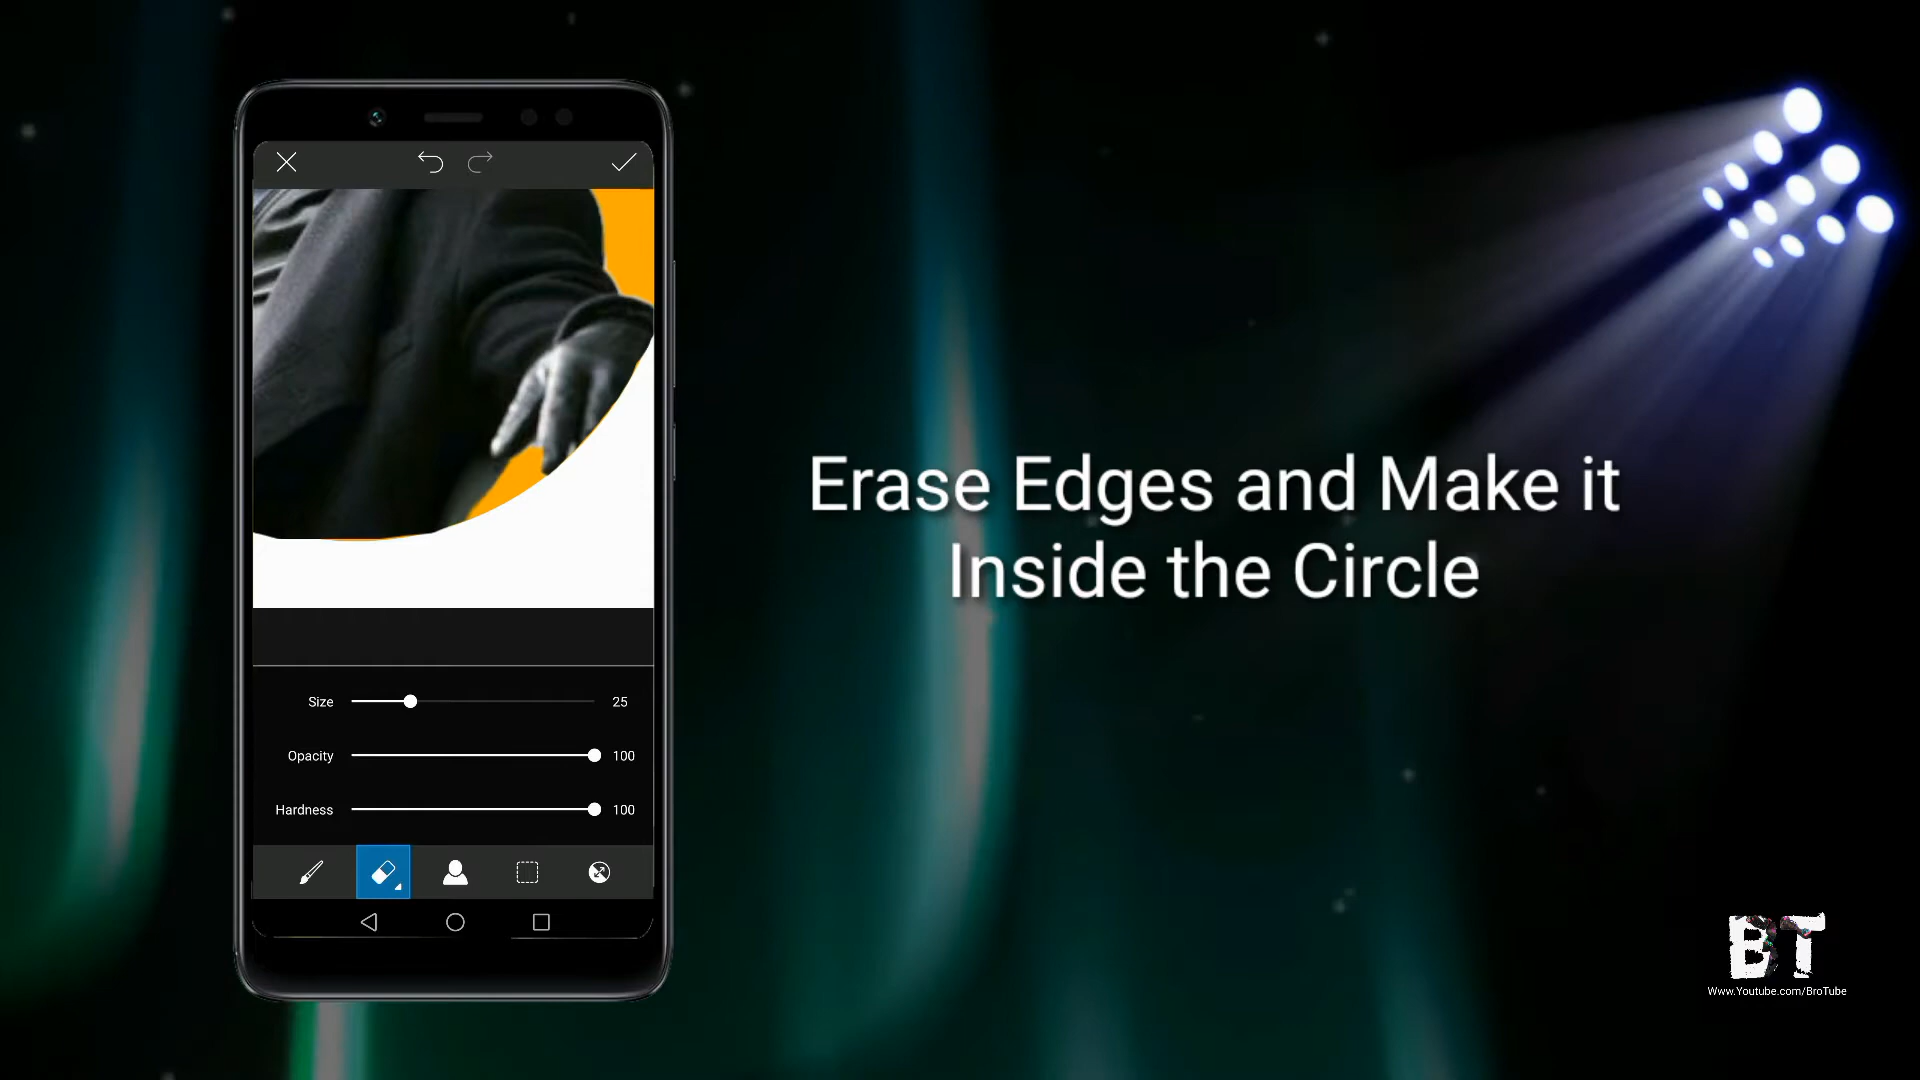 Erase Edges and Make it
Inside the Circle
Size 25
Opacity 100
Hardness 100
BT
Www.Youtube.com/BroTube